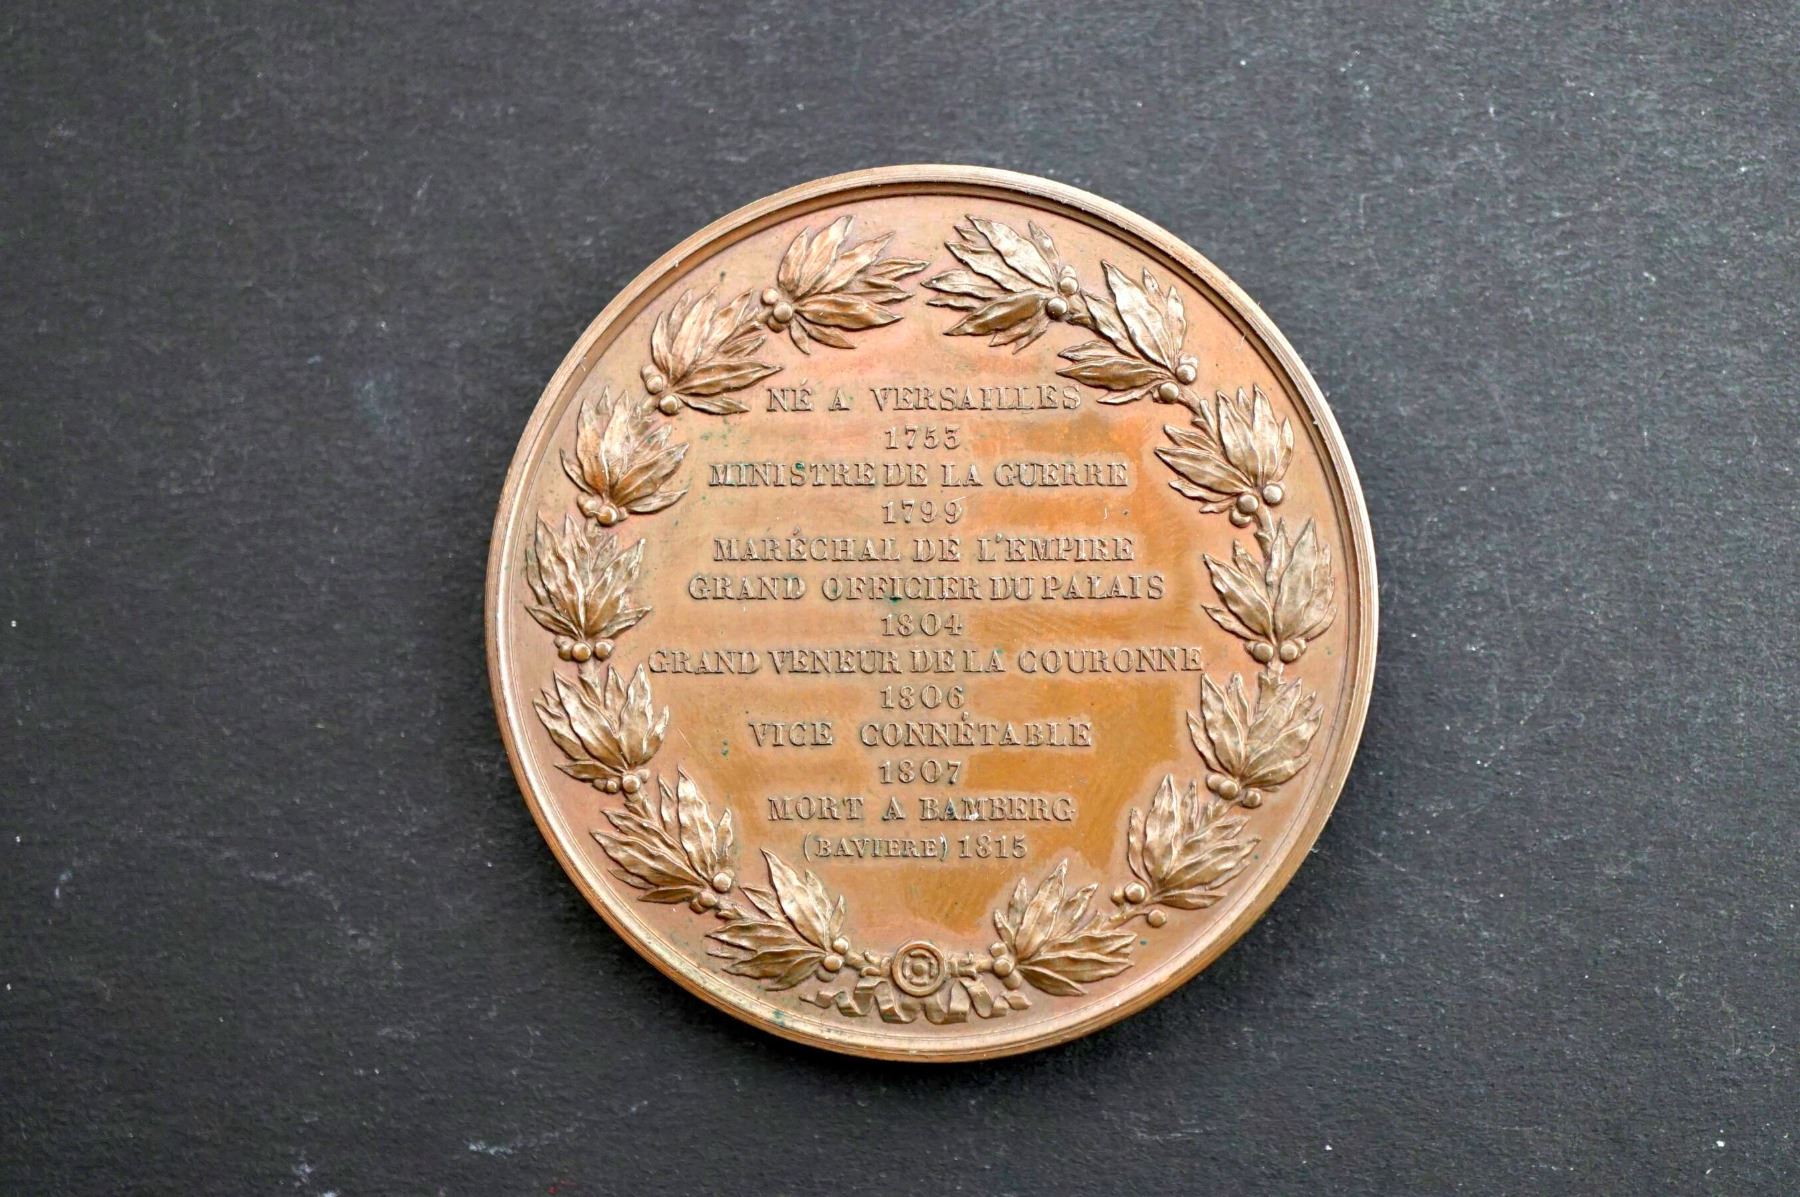 NÉ A VERSAILLES
1753
MINISTRE DE LA GUERRE
1799
MARÉCHAL DE L'EMPIRE
GRAND OFFICIER DU PALAIS
1804
GRAND VENEUR DE LA COURONNE
1806
VICE CONNÉTABLE
1807
MORT A BAMBERG
(BAVIERE) 1815